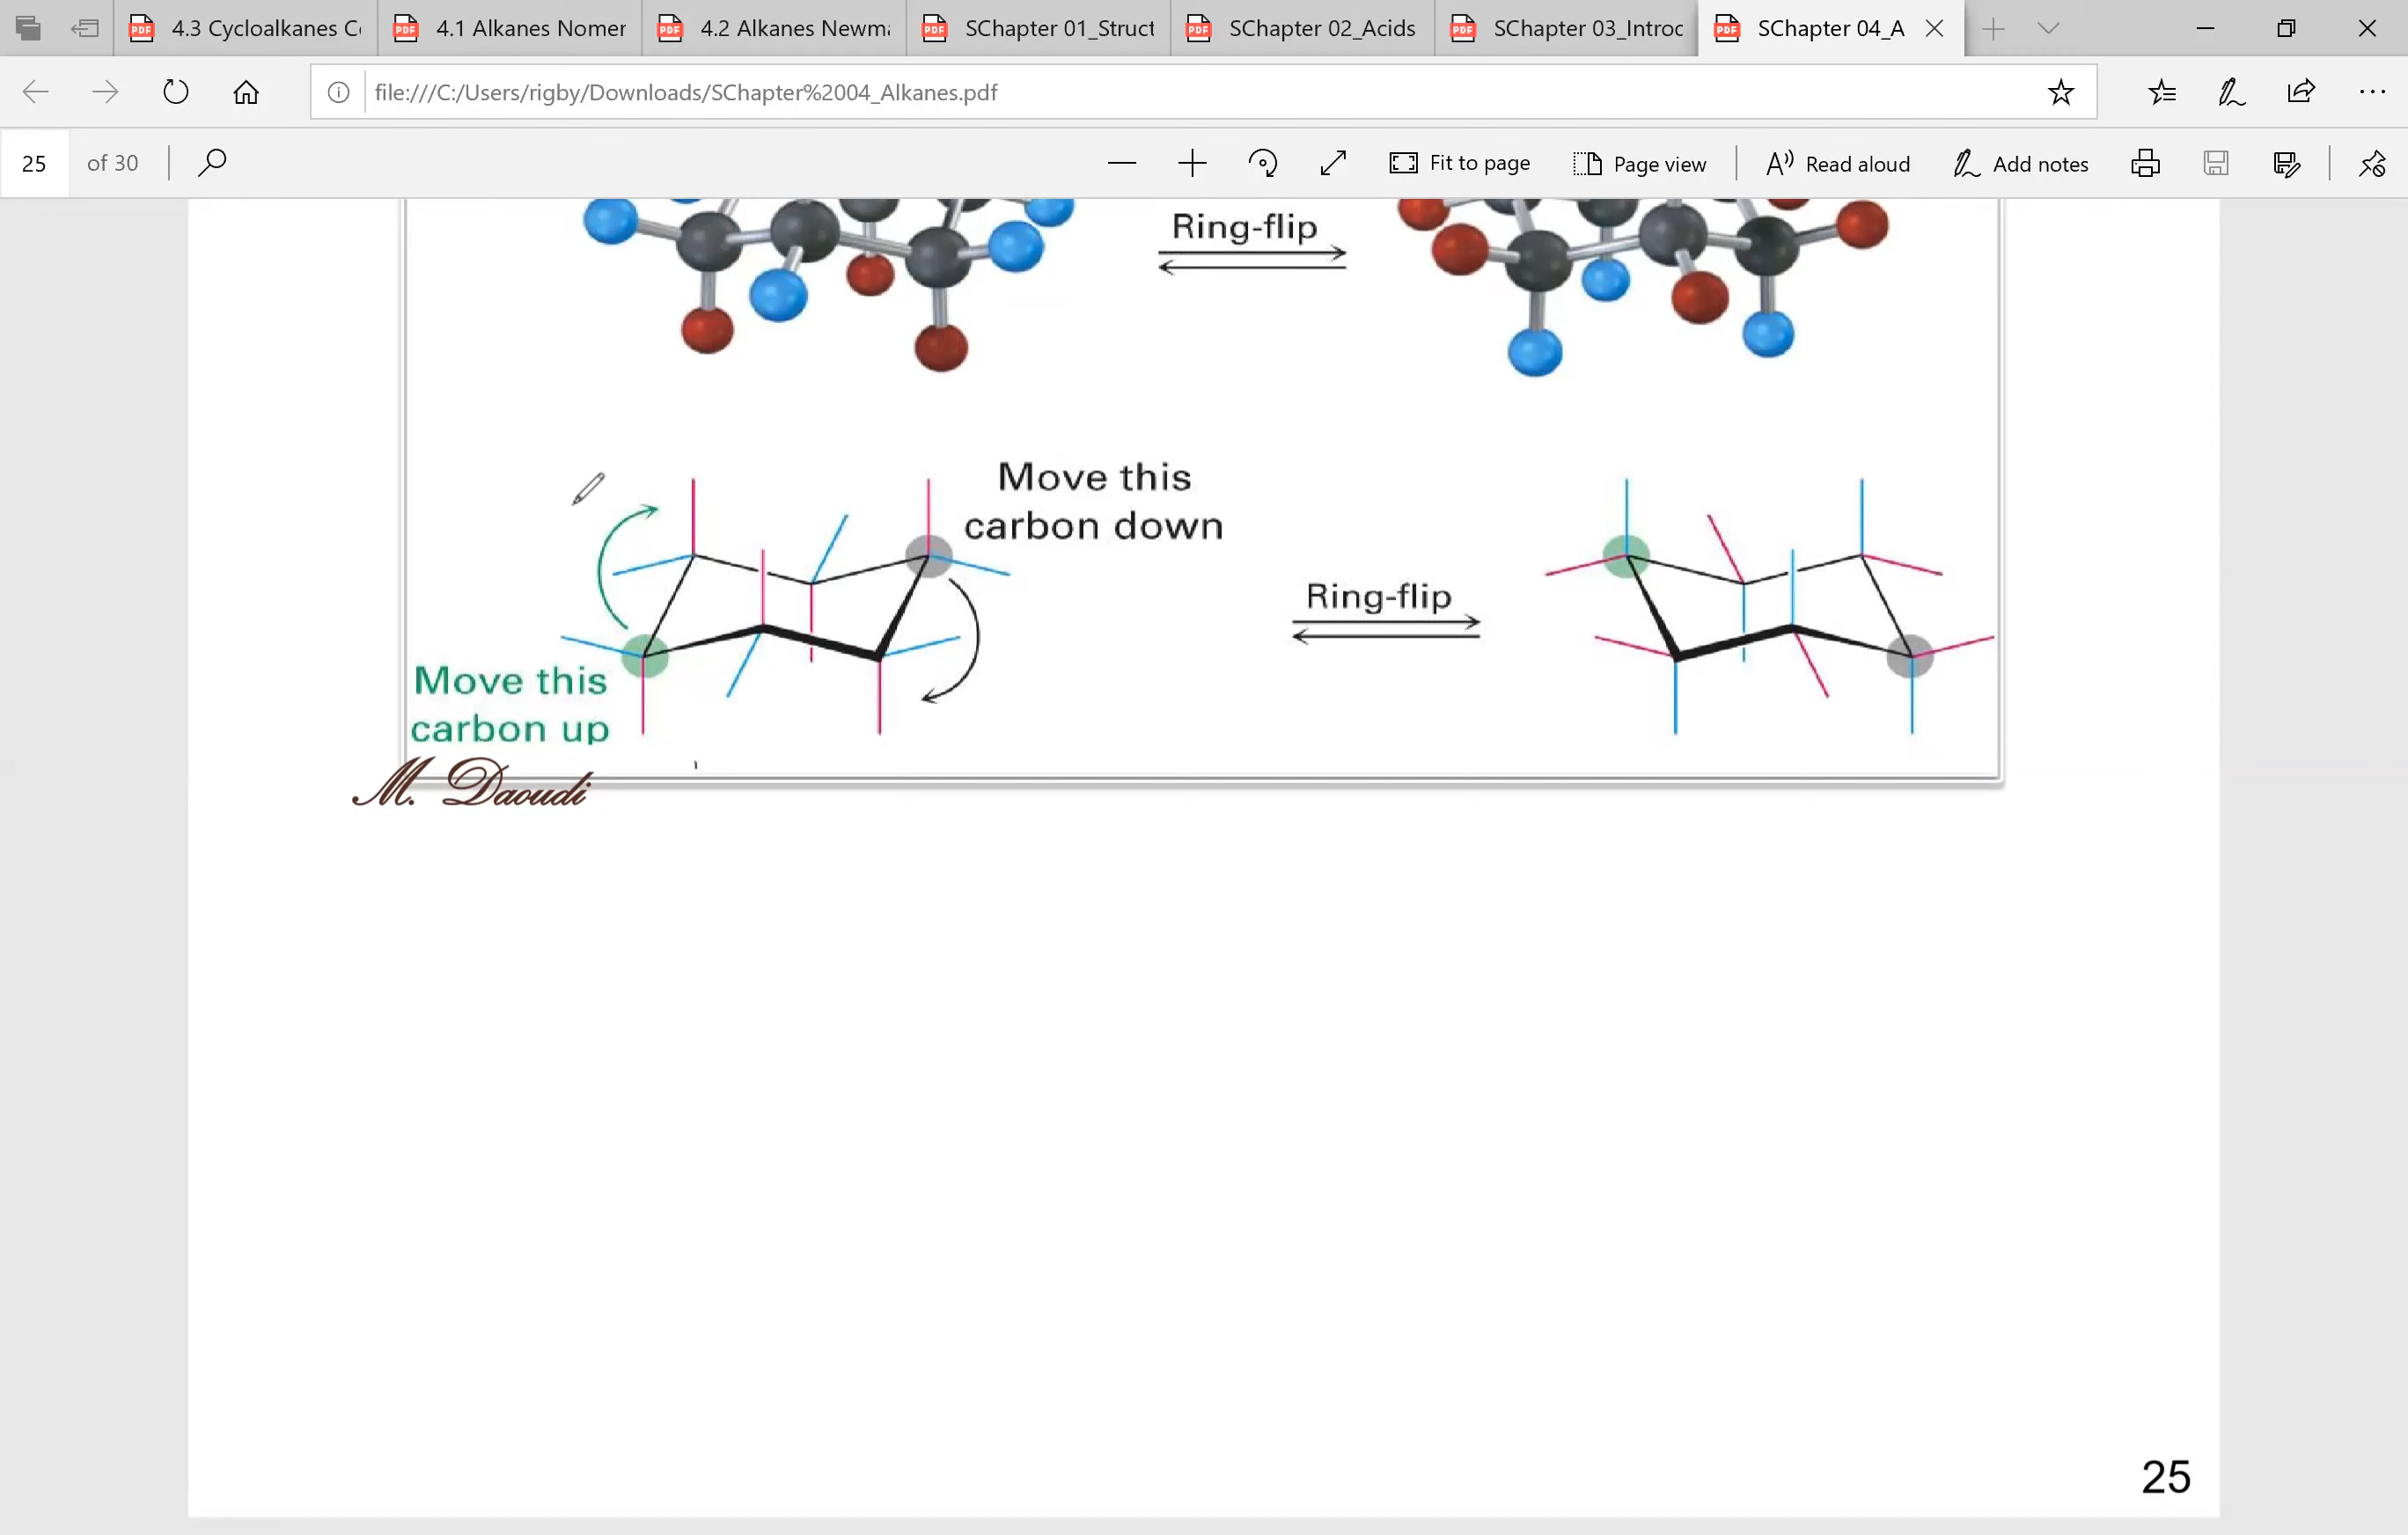 4.3 Cycloalkanes C
4.1 Alkanes Nomer
4.2 Alkanes Newm
SChapter 01_Struct
SChapter 02_Acids
SChapter 03_Introc
SChapter 04_A
file:///C:/Users/rigby/Downloads/SChapter%2004_Alkanes.pdf
25 of 30
Fit to page
Page view
Read aloud
Add notes
Ring-flip
Move this
carbon down
Ring-flip
Move this
carbon up
M. Daoudi
25